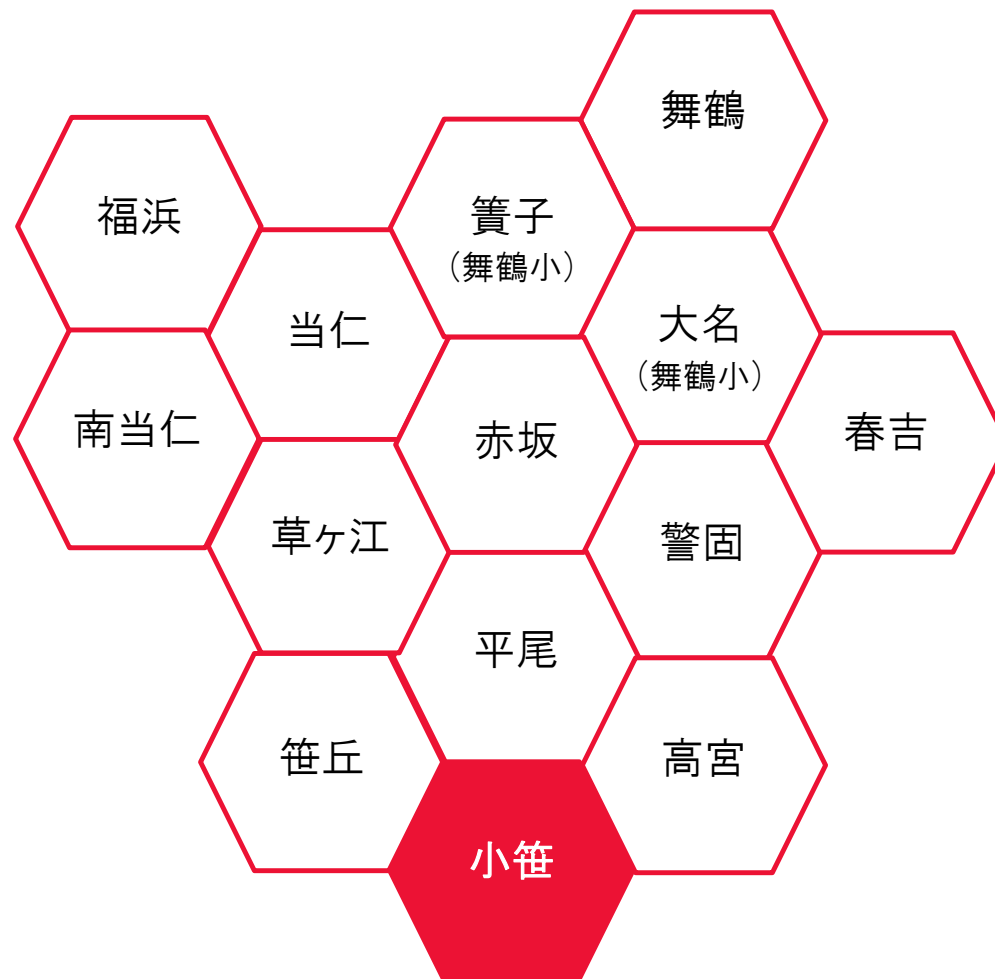 舞鶴
福浜
簀子
（舞鶴小）
当仁
大名
（舞鶴小）
南当仁
赤坂
春吉
草ヶ江
警固
平尾
笹丘
高宮
小笹